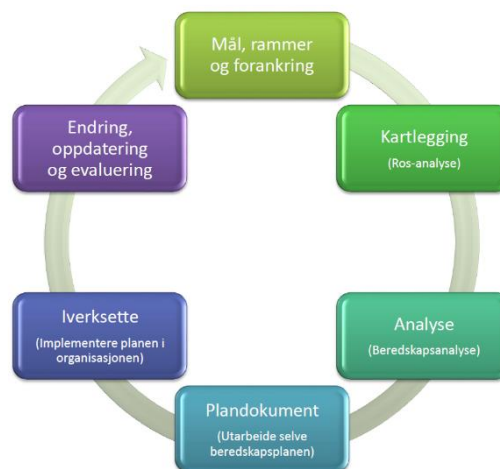 Mål, rammer
og forankring
Kartlegging
(Ros-analyse)
Analyse
(Beredskapsanalyse)
Plandokument
(Utarbeide selve
beredskapsplanen)
Iverksette
(Implementere planen i
organisasjonen)
Endring,
oppdatering
og evaluering